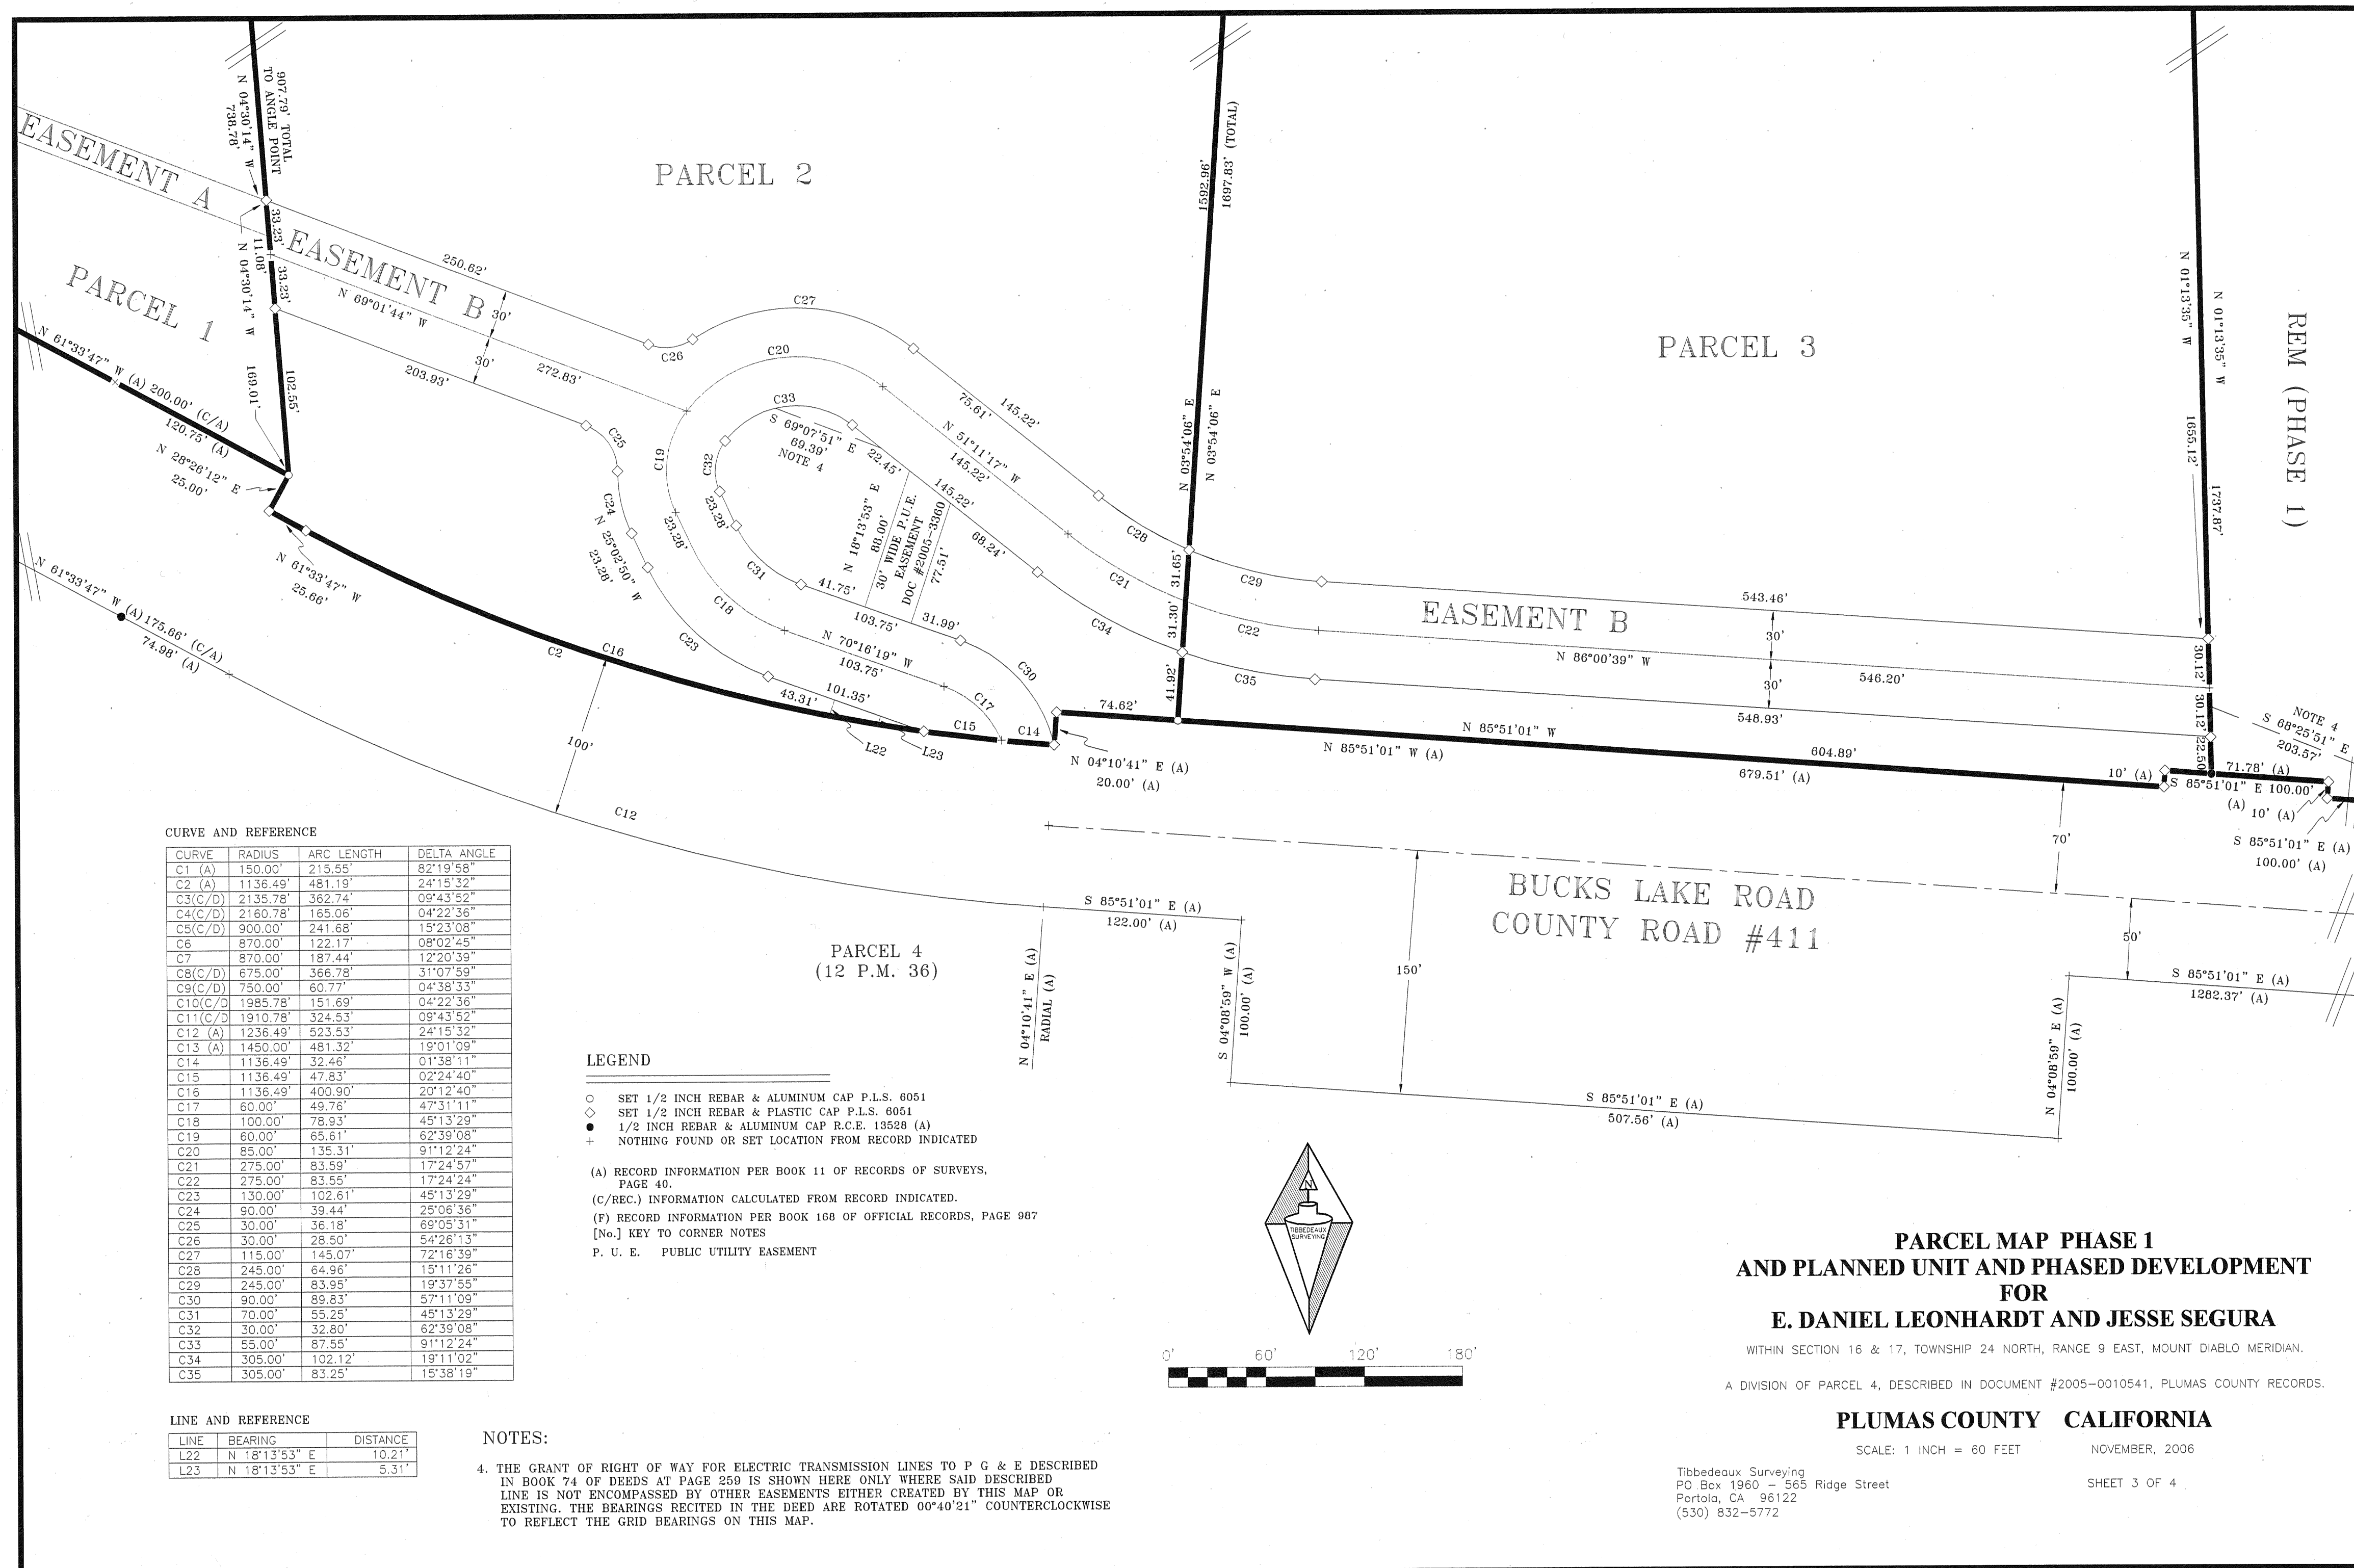 907.79' TOTAL
TO ANGLE POINT
N 04°30'14" W
738.78'
EASEMENT A
PARCEL 2
1592.96'
1697.83' (TOTAL)
33.23'
11.08'
33.23'
N 04°30'14" W
169.01'
102.55'
EASEMENT B
250.62'
30'
N 69°01'44" W
30'
272.83'
203.93'
PARCEL 1
N 61°33'47" W (A) 200.00' (C/A)
120.75' (A)
N 28°26'12" E
25.00'
N 61°33'47" W
25.66'
N 61°33'47" W (A) 175.66' (C/A)
74.98' (A)
C26
C27
C20
C33
S 69°07'51" E
69.39'
NOTE 4
C25
C19
C32
C24
N 25°02'50" W
23.28'
23.28'
23.28'
22.45'
75.61'
145.22'
N 51°11'17" W
145.22'
145.22'
N 18°13'53" E
88.00'
30' WIDE P.U.E.
EASEMENT
DOC #2005-3360
77.51'
68.24'
C31
41.75'
103.75'
31.99'
C18
C23
N 70°16'19" W
103.75'
101.35'
43.31'
C2
C16
C17
C30
C15
C14
L22
L23
C28
C21
C34
31.65'
31.30'
41.92'
74.62'
N 03°54'06" E
N 03°54'06" E
PARCEL 3
C29
C22
C35
EASEMENT B
543.46'
30'
N 86°00'39" W
546.20'
30'
548.93'
N 01°13'35" W
N 01°13'35" W
1655.12'
1737.87'
REM (PHASE 1)
30.12'
30.12'
22.50'
NOTE 4
S 68°25'51" E
203.57'
N 04°10'41" E (A)
20.00' (A)
N 85°51'01" W
N 85°51'01" W (A)
604.89'
679.51' (A)
10' (A)
71.78' (A)
S 85°51'01" E 100.00'
(A)
10' (A)
S 85°51'01" E (A)
100.00' (A)
100'
C12
70'
BUCKS LAKE ROAD
COUNTY ROAD #411
150'
50'
S 85°51'01" E (A)
122.00' (A)
PARCEL 4
(12 P.M. 36)
N 04°10'41" E (A)
RADIAL (A)
S 04°08'59" W (A)
100.00' (A)
S 85°51'01" E (A)
507.56' (A)
N 04°08'59" E (A)
100.00' (A)
S 85°51'01" E (A)
1282.37' (A)
CURVE AND REFERENCE
CURVE RADIUS ARC LENGTH DELTA ANGLE
C1 (A) 150.00' 215.55' 82°19'58"
C2 (A) 1136.49' 481.19' 24°15'32"
C3(C/D) 2135.78' 362.74' 09°43'52"
C4(C/D) 2160.78' 165.06' 04°22'36"
C5(C/D) 900.00' 241.68' 15°23'08"
C6 870.00' 122.17' 08°02'45"
C7 870.00' 187.44' 12°20'39"
C8(C/D) 675.00' 366.78' 31°07'59"
C9(C/D) 750.00' 60.77' 04°38'33"
C10(C/D 1985.78' 151.69' 04°22'36"
C11(C/D 1910.78' 324.53' 09°43'52"
C12 (A) 1236.49' 523.53' 24°15'32"
C13 (A) 1450.00' 481.32' 19°01'09"
C14 1136.49' 32.46' 01°38'11"
C15 1136.49' 47.83' 02°24'40"
C16 1136.49' 400.90' 20°12'40"
C17 60.00' 49.76' 47°31'11"
C18 100.00' 78.93' 45°13'29"
C19 60.00' 65.61' 62°39'08"
C20 85.00' 135.31' 91°12'24"
C21 275.00' 83.59' 17°24'57"
C22 275.00' 83.55' 17°24'24"
C23 130.00' 102.61' 45°13'29"
C24 90.00' 39.44' 25°06'36"
C25 30.00' 36.18' 69°05'31"
C26 30.00' 28.50' 54°26'13"
C27 115.00' 145.07' 72°16'39"
C28 245.00' 64.96' 15°11'26"
C29 245.00' 83.95' 19°37'55"
C30 90.00' 89.83' 57°11'09"
C31 70.00' 55.25' 45°13'29"
C32 30.00' 32.80' 62°39'08"
C33 55.00' 87.55' 91°12'24"
C34 305.00' 102.12' 19°11'02"
C35 305.00' 83.25' 15°38'19"
LINE AND REFERENCE
LINE BEARING DISTANCE
L22 N 18°13'53" E 10.21'
L23 N 18°13'53" E 5.31'
LEGEND
SET 1/2 INCH REBAR & ALUMINUM CAP P.L.S. 6051
SET 1/2 INCH REBAR & PLASTIC CAP P.L.S. 6051
1/2 INCH REBAR & ALUMINUM CAP R.C.E. 13528 (A)
+ NOTHING FOUND OR SET LOCATION FROM RECORD INDICATED
(A) RECORD INFORMATION PER BOOK 11 OF RECORDS OF SURVEYS,
PAGE 40.
(C/REC.) INFORMATION CALCULATED FROM RECORD INDICATED.
(F) RECORD INFORMATION PER BOOK 168 OF OFFICIAL RECORDS, PAGE 987
[No.] KEY TO CORNER NOTES
P. U. E. PUBLIC UTILITY EASEMENT
NOTES:
4. THE GRANT OF RIGHT OF WAY FOR ELECTRIC TRANSMISSION LINES TO P G & E DESCRIBED
IN BOOK 74 OF DEEDS AT PAGE 259 IS SHOWN HERE ONLY WHERE SAID DESCRIBED
LINE IS NOT ENCOMPASSED BY OTHER EASEMENTS EITHER CREATED BY THIS MAP OR
EXISTING. THE BEARINGS RECITED IN THE DEED ARE ROTATED 00°40'21" COUNTERCLOCKWISE
TO REFLECT THE GRID BEARINGS ON THIS MAP.
N
TIBBEDEAUX
SURVEYING
0' 60' 120' 180'
PARCEL MAP PHASE 1
AND PLANNED UNIT AND PHASED DEVELOPMENT
FOR
E. DANIEL LEONHARDT AND JESSE SEGURA
WITHIN SECTION 16 & 17, TOWNSHIP 24 NORTH, RANGE 9 EAST, MOUNT DIABLO MERIDIAN.
A DIVISION OF PARCEL 4, DESCRIBED IN DOCUMENT #2005-0010541, PLUMAS COUNTY RECORDS.
PLUMAS COUNTY CALIFORNIA
SCALE: 1 INCH = 60 FEET NOVEMBER, 2006
Tibbedeaux Surveying
PO Box 1960 - 565 Ridge Street
Portola, CA 96122
(530) 832-5772
SHEET 3 OF 4